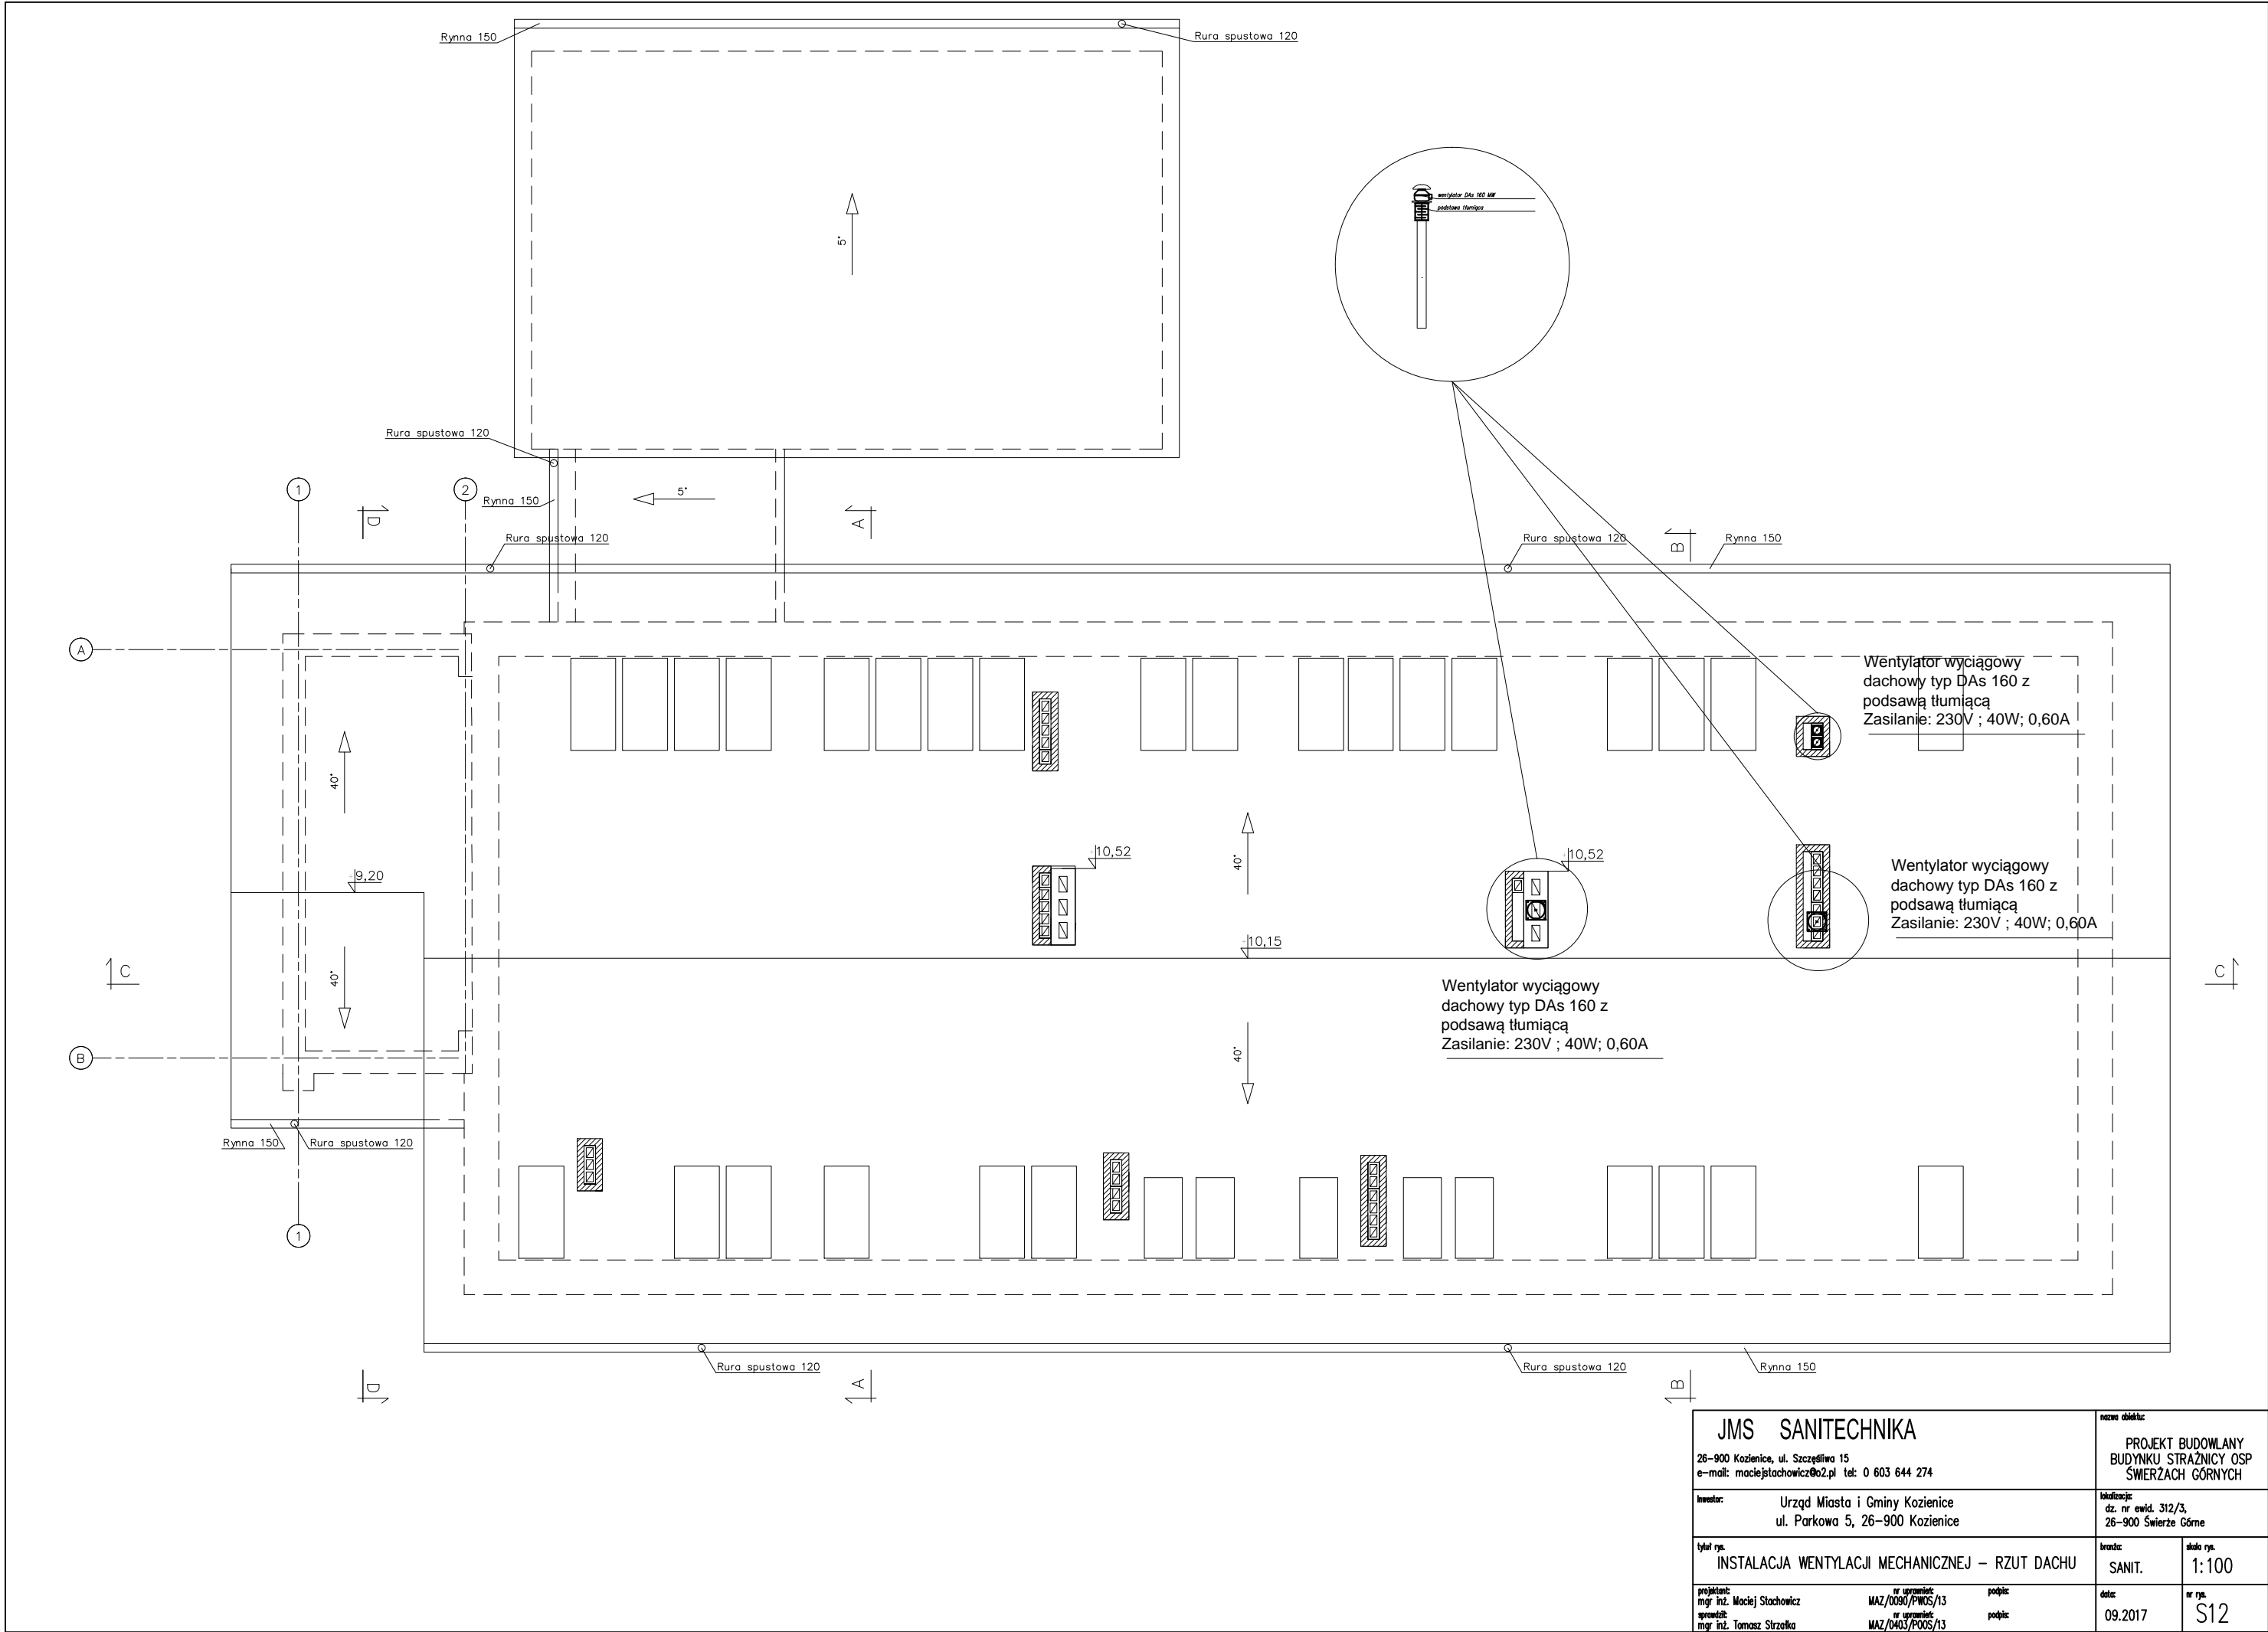 Rynna 150
Rura spustowa 120
wentylator DAs 160 MW
podstawa tłumiąca
5°
Rura spustowa 120
1
2
Rynna 150
5°
D
A
B
Rura spustowa 120
Rura spustowa 120
Rynna 150
A
Wentylator wyciągowy
dachowy typ DAs 160 z
podsawą tłumiącą
Zasilanie: 230V ; 40W; 0,60A
40°
10,52
40°
10,52
9,20
Wentylator wyciągowy
dachowy typ DAs 160 z
podsawą tłumiącą
Zasilanie: 230V ; 40W; 0,60A
10,15
C
40°
C
Wentylator wyciągowy
dachowy typ DAs 160 z
podsawą tłumiącą
Zasilanie: 230V ; 40W; 0,60A
B
40°
Rynna 150
Rura spustowa 120
1
Rura spustowa 120
Rura spustowa 120
Rynna 150
D
A
B
JMS SANITECHNIKA
26-900 Kozienice, ul. Szczęśliwa 15
e-mail: maciejstachowicz@o2.pl tel: 0 603 644 274
nazwa obiektu:
PROJEKT BUDOWLANY
BUDYNKU STRAŻNICY OSP
ŚWIERŻACH GÓRNYCH
inwestor:
Urząd Miasta i Gminy Kozienice
ul. Parkowa 5, 26-900 Kozienice
lokalizacja:
dz. nr ewid. 312/3,
26-900 Świerże Górne
tytuł rys.
INSTALACJA WENTYLACJI MECHANICZNEJ – RZUT DACHU
branża:
SANIT.
skala rys.
1:100
projektant: nr uprawnień: podpis:
mgr inż. Maciej Stachowicz MAZ/0090/PWOS/13
sprawdził: nr uprawnień: podpis:
mgr inż. Tomasz Strzałka MAZ/0403/POOS/13
data:
09.2017
nr rys.
S12